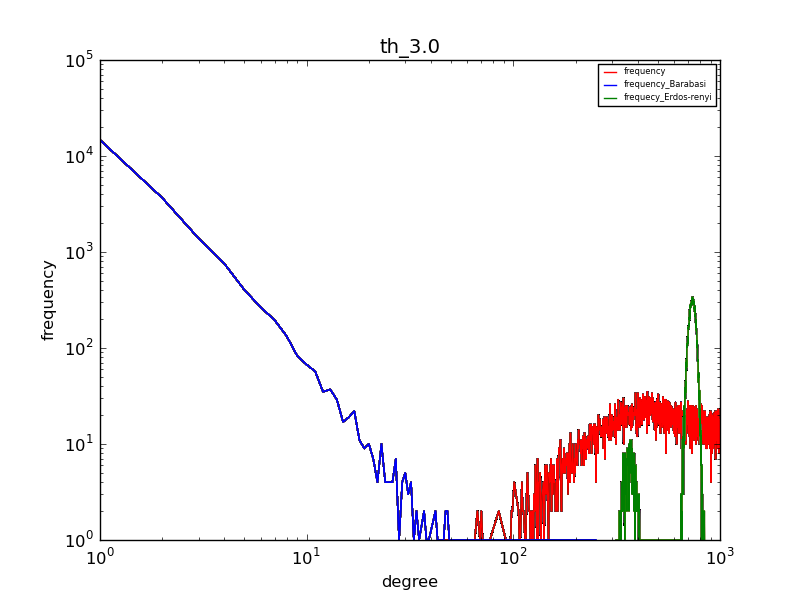 th_3.0
10^5
10^4
10^3
10^2
10^1
10^0
frequency
frequency
frequency_Barabasi
frequecy_Erdos-renyi
10^0
10^1
10^2
10^3
degree